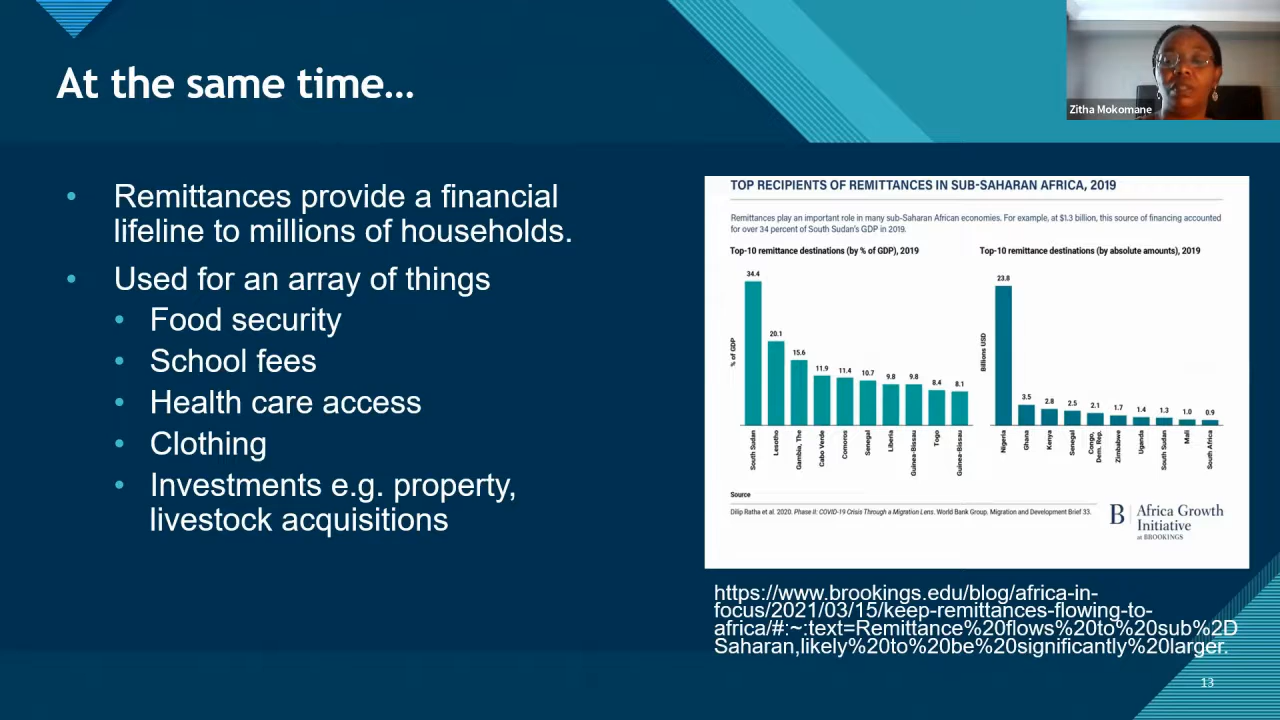 At the same time...
Zitha Mokomane
• Remittances provide a financial
lifeline to millions of households.
• Used for an array of things
• Food security
• School fees
• Health care access
• Clothing
• Investments e.g. property,
livestock acquisitions
TOP RECIPIENTS OF REMITTANCES IN SUB-SAHARAN AFRICA, 2019
Remittances play an important role in many sub-Saharan African economies. For example, at $1.3 billion, this source of financing accounted
for over 34 percent of South Sudan's GDP in 2019.
Top-10 remittance destinations (by % of GDP), 2019
% of GDP
34.4
20.1
15.6
11.9
11.4
10.7
9.8
9.8
8.4
8.1
South Sudan
Lesotho
Gambia, The
Cabo Verde
Comoros
Senegal
Liberia
Guinea-Bissau
Togo
Guinea-Bissau
Top-10 remittance destinations (by absolute amounts), 2019
Billions USD
23.8
3.5
2.8
2.5
2.1
1.7
1.4
1.3
1.0
0.9
Nigeria
Ghana
Kenya
Senegal
Congo,
Dem. Rep.
Zimbabwe
Uganda
South Sudan
Mali
South Africa
Source
Dilip Ratha et al. 2020. Phase II: COVID-19 Crisis Through a Migration Lens. World Bank Group. Migration and Development Brief 33.
B Africa Growth
Initiative
at BROOKINGS
https://www.brookings.edu/blog/africa-in-
focus/2021/03/15/keep-remittances-flowing-to-
africa/#:~:text=Remittance%20flows%20to%20sub%2D
Saharan,likely%20to%20be%20significantly%20larger.
13